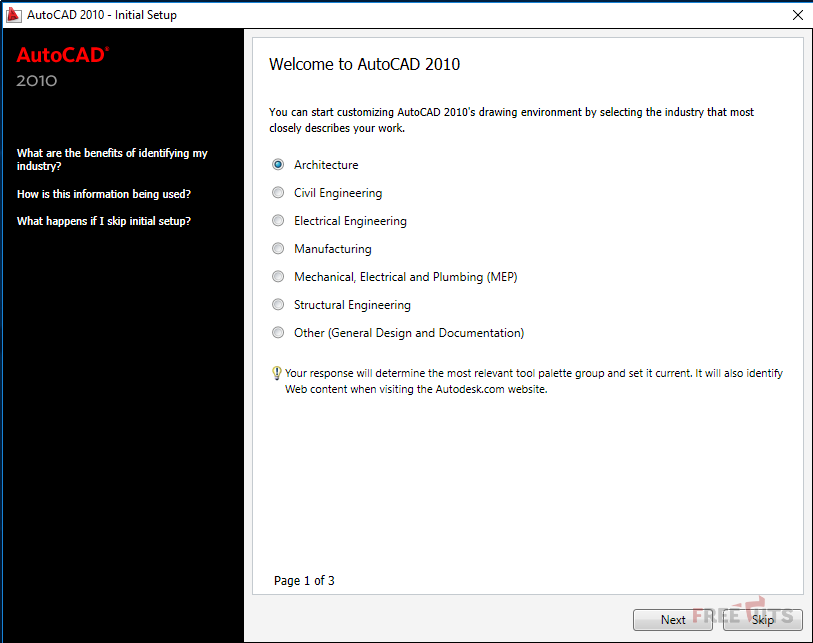 AutoCAD 2010 - Initial Setup
AutoCAD®
2010
What are the benefits of identifying my
industry?
How is this information being used?
What happens if I skip initial setup?
Welcome to AutoCAD 2010
You can start customizing AutoCAD 2010's drawing environment by selecting the industry that most
closely describes your work.
Architecture
Civil Engineering
Electrical Engineering
Manufacturing
Mechanical, Electrical and Plumbing (MEP)
Structural Engineering
Other (General Design and Documentation)
Your response will determine the most relevant tool palette group and set it current. It will also identify
Web content when visiting the Autodesk.com website.
Page 1 of 3
Next
Skip
FREETUTS